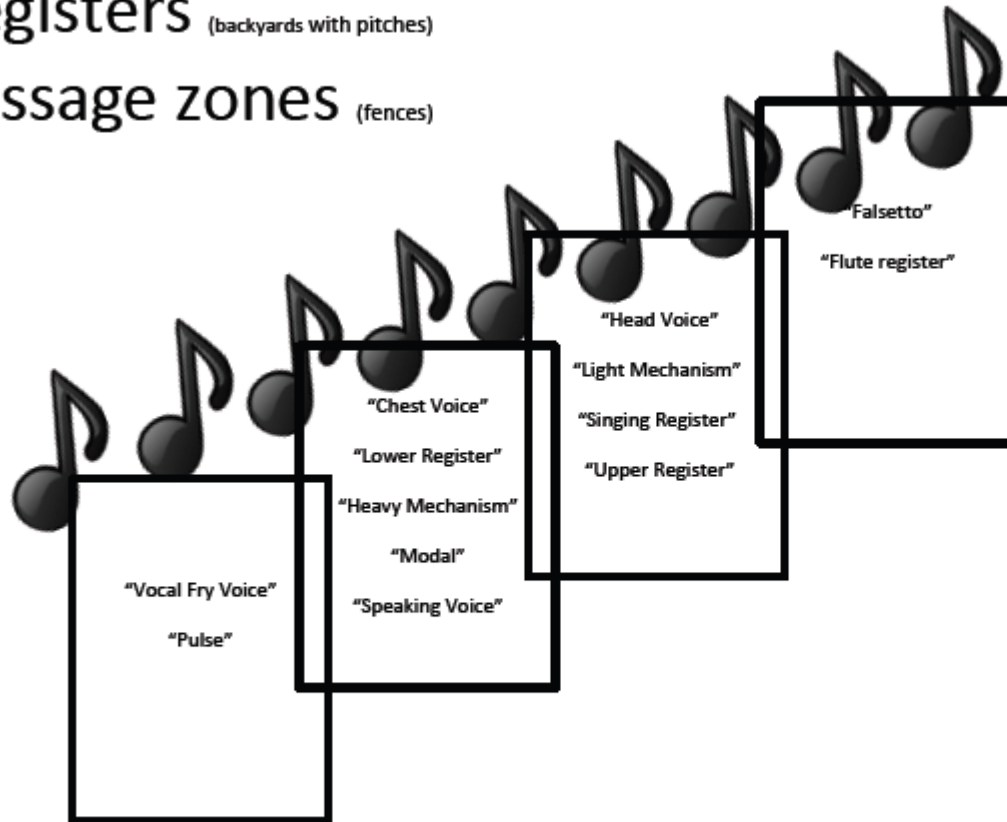 egisters (backyards with pitches)
ssage zones (fences)
“Falsetto”
“Flute register”
“Head Voice”
“Light Mechanism”
“Singing Register”
“Upper Register”
“Chest Voice”
“Lower Register”
“Heavy Mechanism”
“Modal”
“Speaking Voice”
“Vocal Fry Voice”
“Pulse”